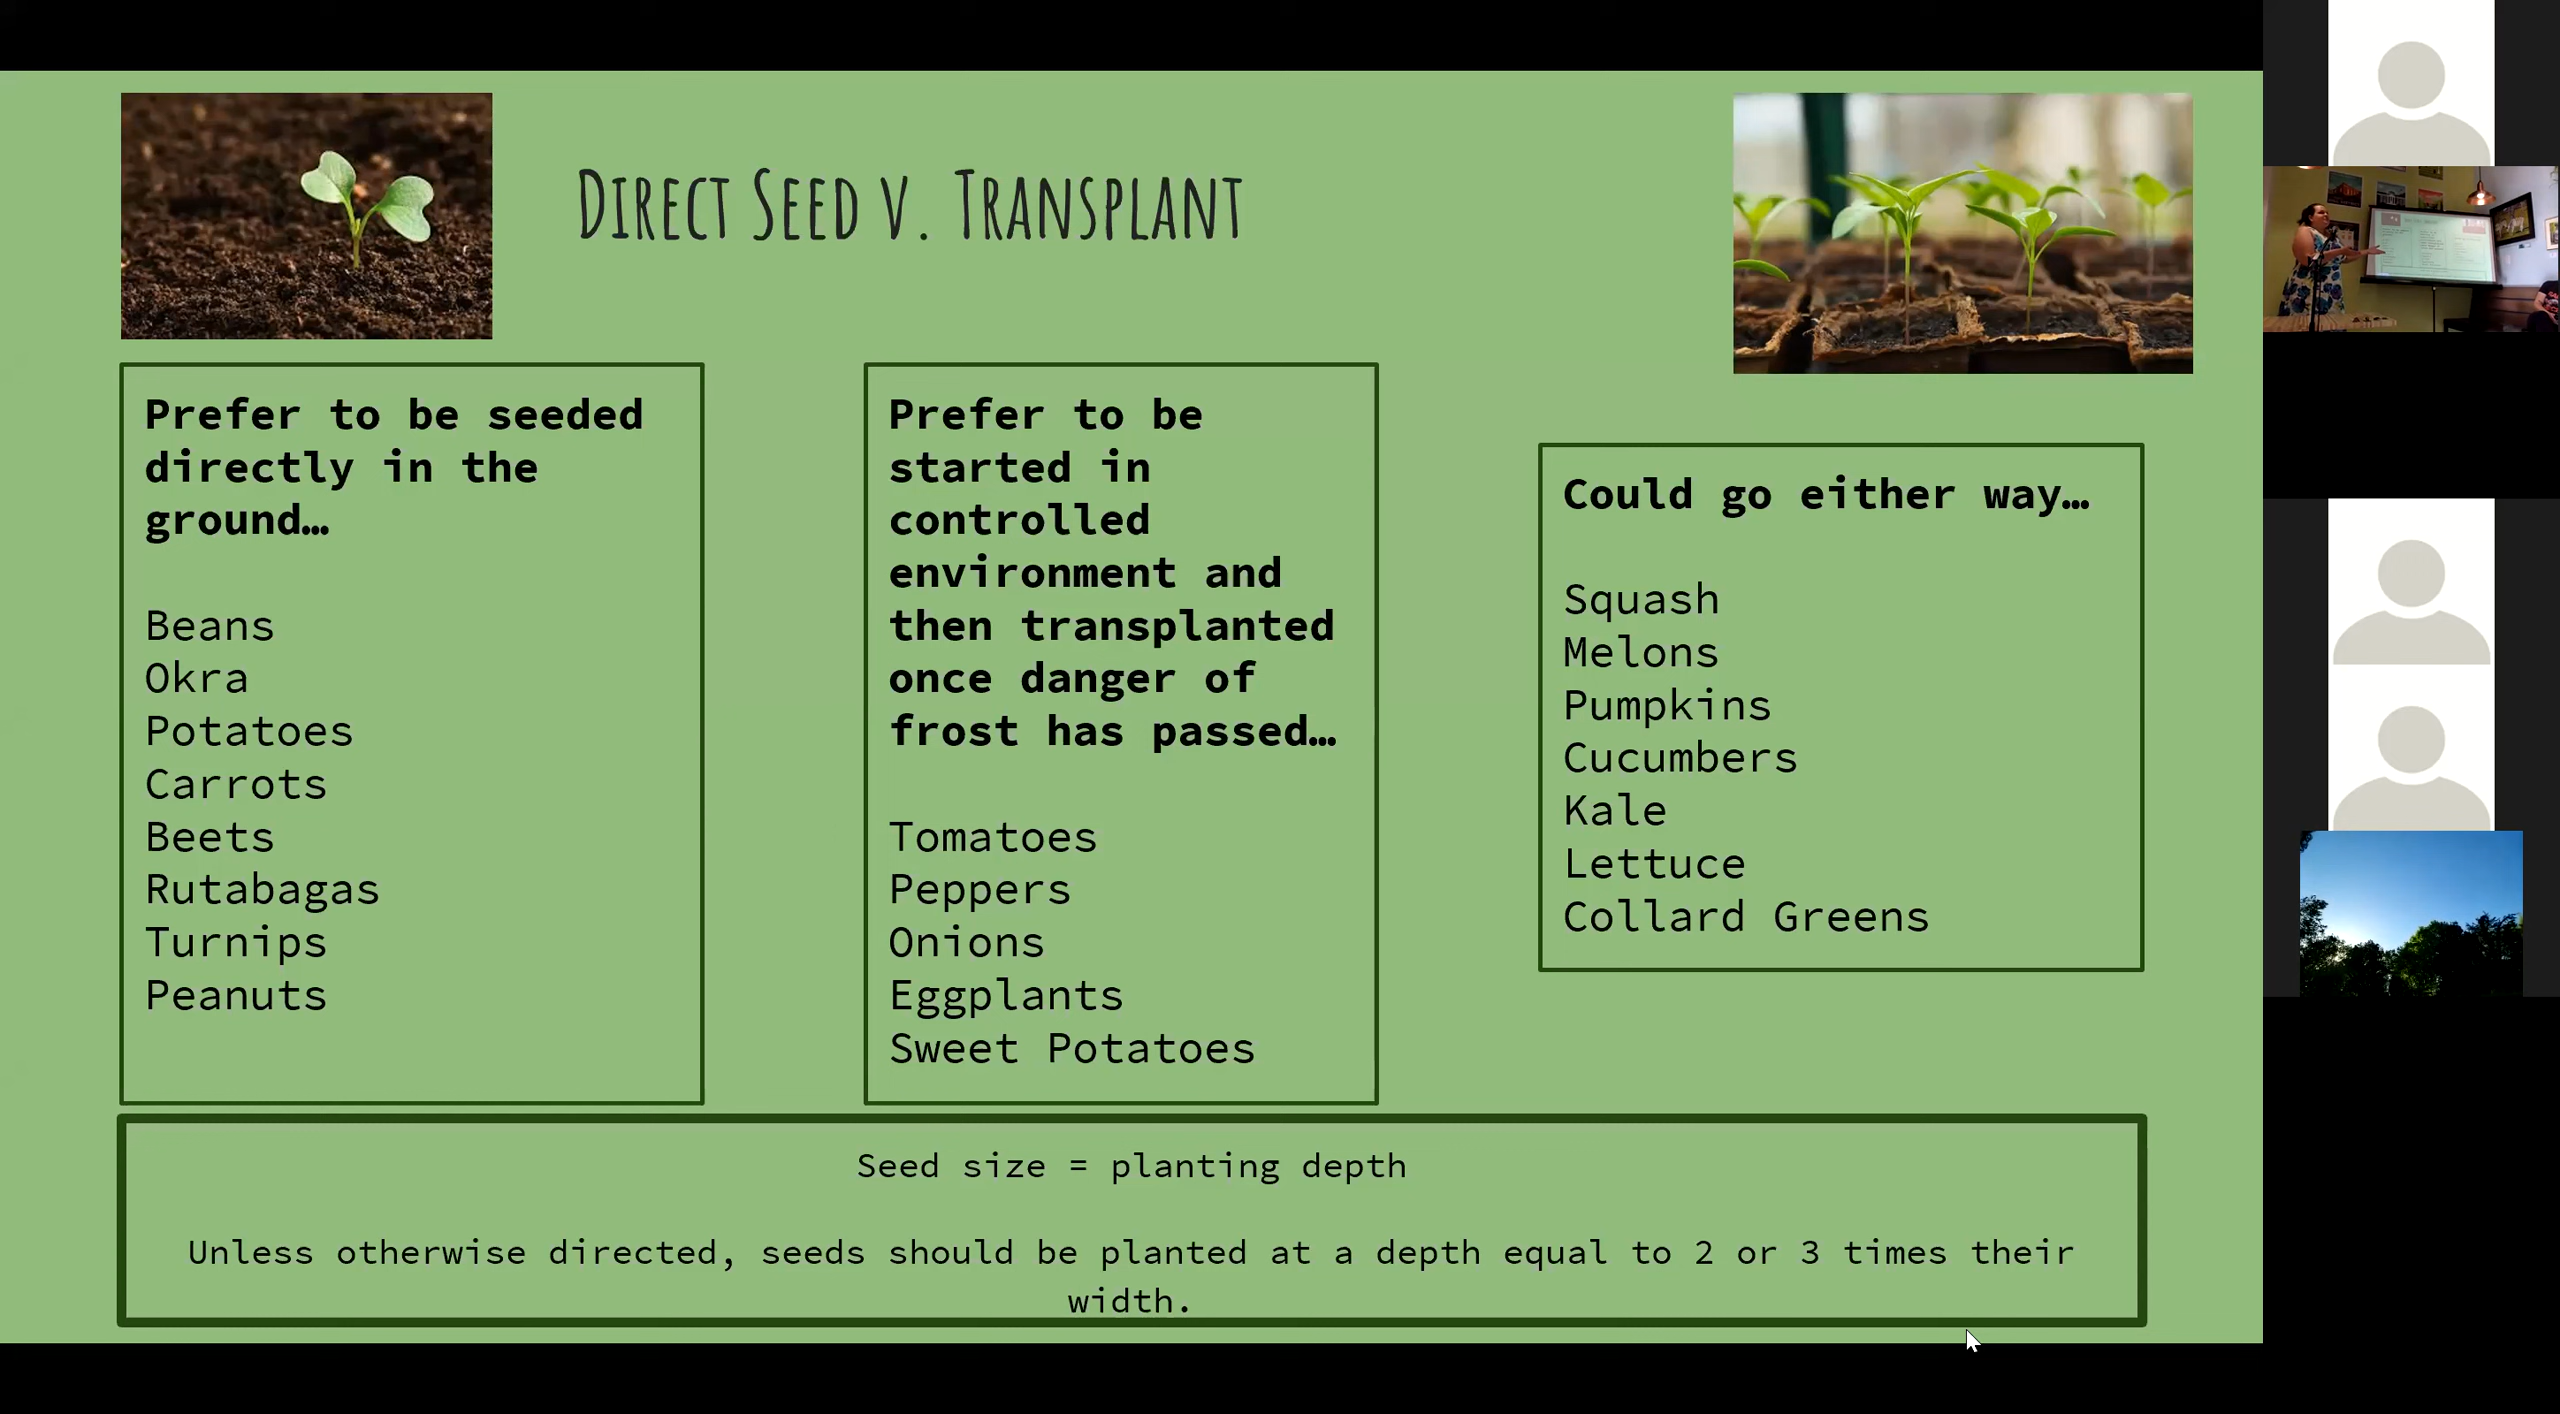 Direct Seed v. Transplant
Prefer to be seeded
directly in the
ground…
Beans
Okra
Potatoes
Carrots
Beets
Rutabagas
Turnips
Peanuts
Prefer to be
started in
controlled
environment and
then transplanted
once danger of
frost has passed…
Tomatoes
Peppers
Onions
Eggplants
Sweet Potatoes
Could go either way…
Squash
Melons
Pumpkins
Cucumbers
Kale
Lettuce
Collard Greens
Seed size = planting depth
Unless otherwise directed, seeds should be planted at a depth equal to 2 or 3 times their
width.